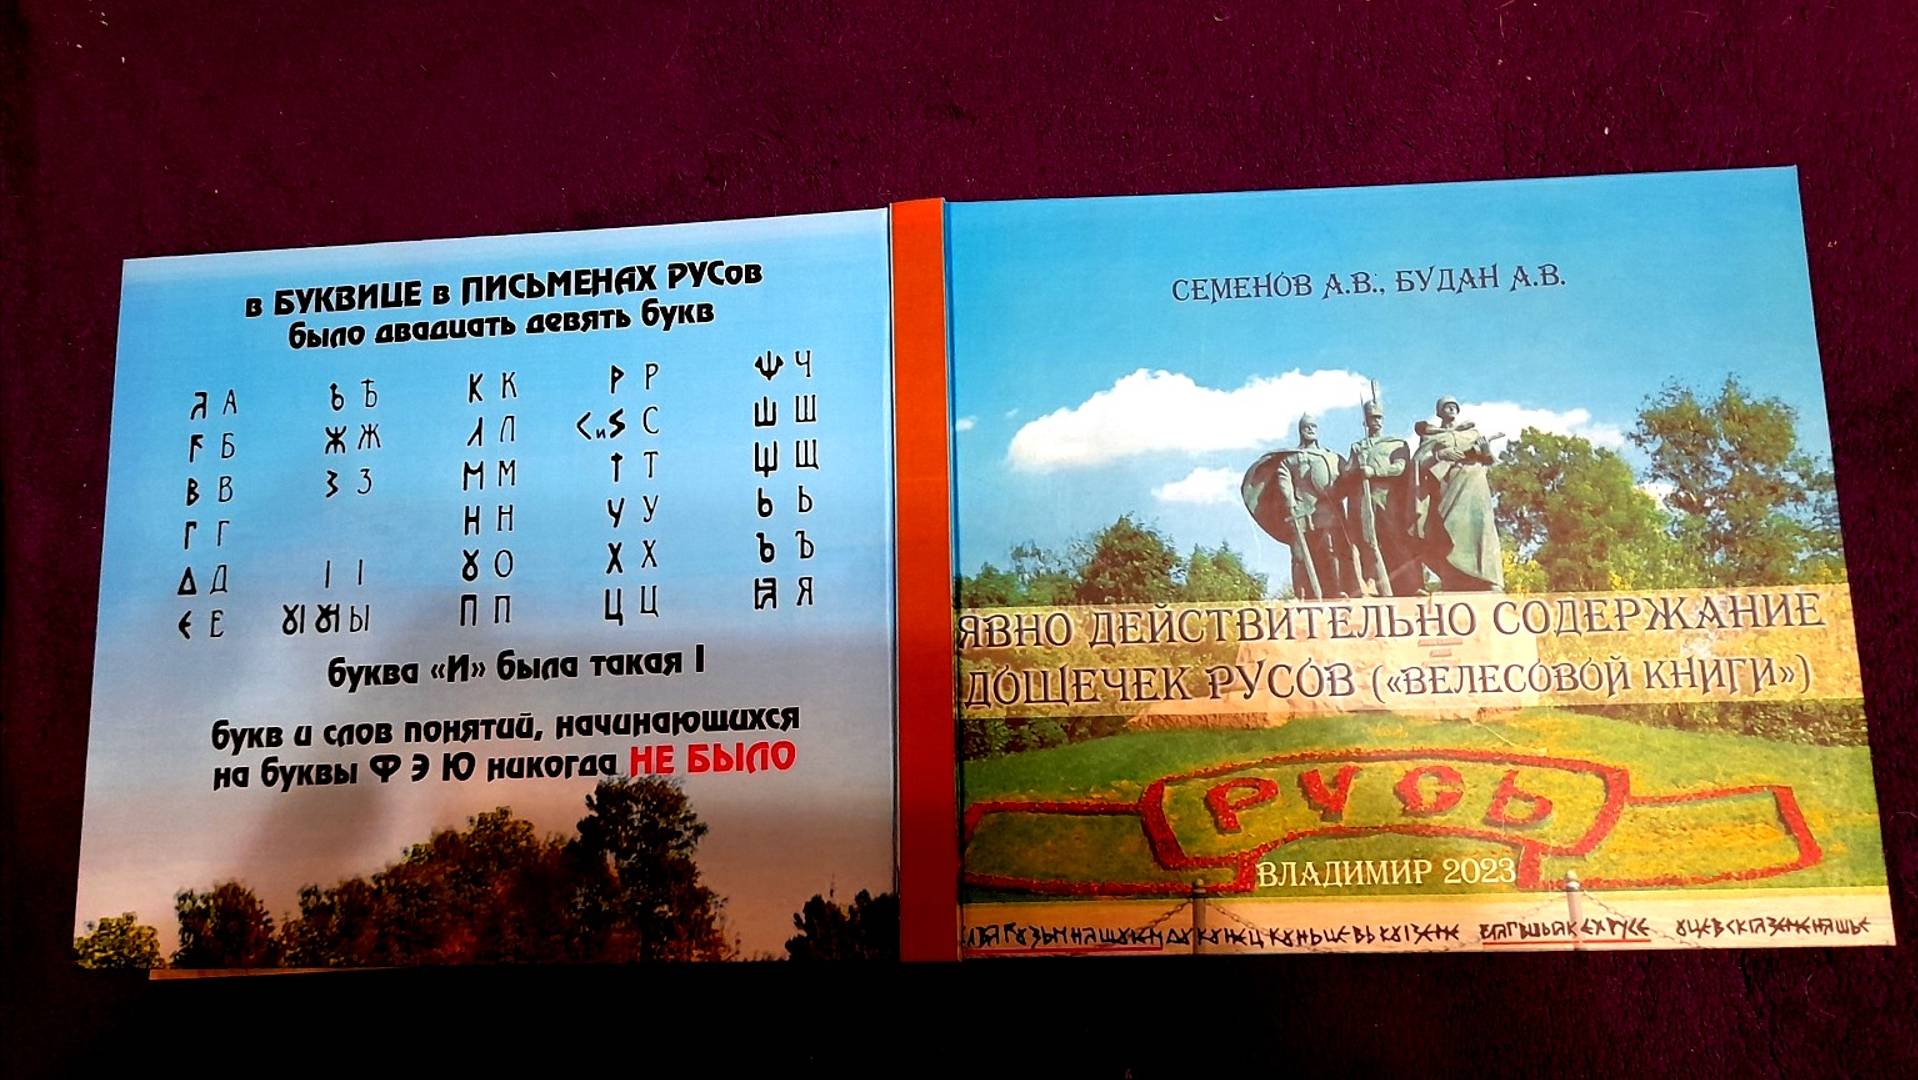 в БУКВИЦЕ в ПИСЬМЕНАХ РУСов
было двадцать девять букв
А Ѣ К Р Ч
Б Ж Л и С Ш
В З М Т Щ
Г Н У Ь
Д І О Х Ъ
Е Ы П Ц Я
буква «И» была такая І
букв и слов понятий, начинающихся
на буквы Ф Э Ю никогда НЕ БЫЛО
СЕМЕНОВ А.В., БУДАН А.В.
ЯВНО ДЕЙСТВИТЕЛЬНО СОДЕРЖАНИЕ
ДОЩЕЧЕК РУСОВ («ВЕЛЕСОВОЙ КНИГИ»)
РУСЬ
ВЛАДИМИР 2023